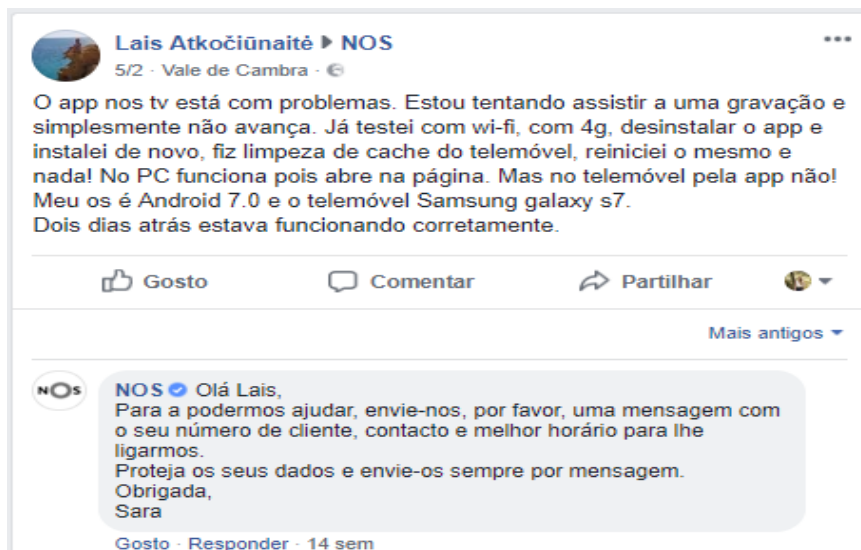 Lais Atkočiūnaitė ▸ NOS
5/2 · Vale de Cambra ·
O app nos tv está com problemas. Estou tentando assistir a uma gravação e
simplesmente não avança. Já testei com wi-fi, com 4g, desinstalar o app e
instalei de novo, fiz limpeza de cache do telemóvel, reiniciei o mesmo e
nada! No PC funciona pois abre na página. Mas no telemóvel pela app não!
Meu os é Android 7.0 e o telemóvel Samsung galaxy s7.
Dois dias atrás estava funcionando corretamente.
Gosto Comentar Partilhar
Mais antigos
NOS
NOS Olá Lais,
Para a podermos ajudar, envie-nos, por favor, uma mensagem com
o seu número de cliente, contacto e melhor horário para lhe
ligarmos.
Proteja os seus dados e envie-os sempre por mensagem.
Obrigada,
Sara
Gosto · Responder · 14 sem